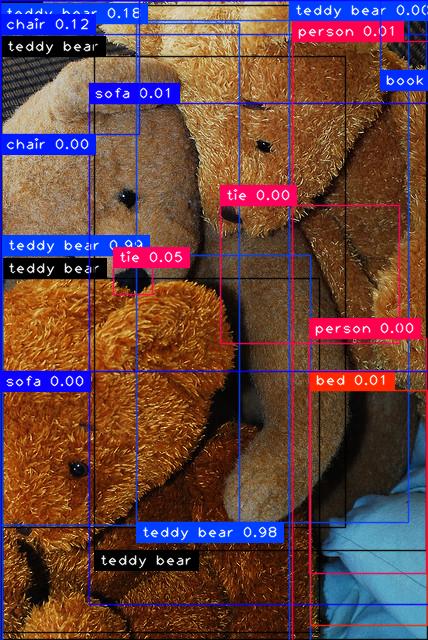 teddy bear 0.18
teddy bear 0.00
chair 0.12
person 0.01
teddy bear
book
sofa 0.01
chair 0.00
tie 0.00
teddy bear 0.99
tie 0.05
teddy bear
person 0.00
sofa 0.00
bed 0.01
teddy bear 0.98
teddy bear